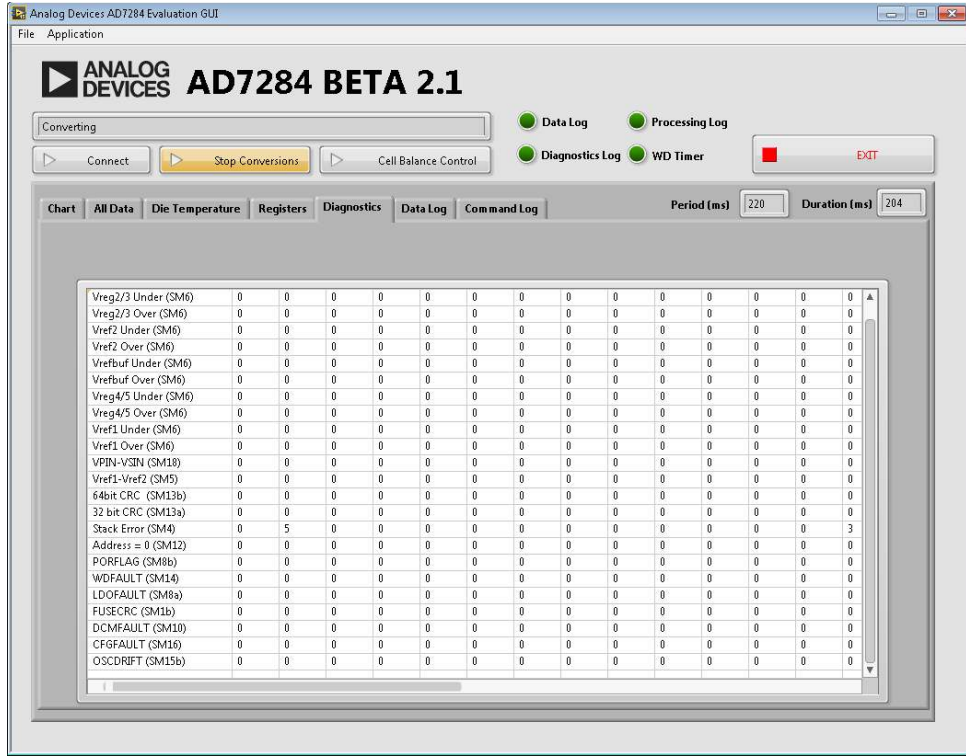 Analog Devices AD7284 Evaluation GUI
File Application
ANALOG DEVICES AD7284 BETA 2.1
Converting
Data Log Processing Log
Connect Stop Conversions Cell Balance Control
Diagnostics Log WD Timer
EXIT
Chart All Data Die Temperature Registers Diagnostics Data Log Command Log Period (ms) 220 Duration (ms) 204
Vreg2/3 Under (SM6) 0 0 0 0 0 0 0 0 0 0 0 0 0 0
Vreg2/3 Over (SM6) 0 0 0 0 0 0 0 0 0 0 0 0 0 0
Vref2 Under (SM6) 0 0 0 0 0 0 0 0 0 0 0 0 0 0
Vref2 Over (SM6) 0 0 0 0 0 0 0 0 0 0 0 0 0 0
Vrefbuf Under (SM6) 0 0 0 0 0 0 0 0 0 0 0 0 0 0
Vrefbuf Over (SM6) 0 0 0 0 0 0 0 0 0 0 0 0 0 0
Vreg4/5 Under (SM6) 0 0 0 0 0 0 0 0 0 0 0 0 0 0
Vreg4/5 Over (SM6) 0 0 0 0 0 0 0 0 0 0 0 0 0 0
Vref1 Under (SM6) 0 0 0 0 0 0 0 0 0 0 0 0 0 0
Vref1 Over (SM6) 0 0 0 0 0 0 0 0 0 0 0 0 0 0
VPIN-VSIN (SM18) 0 0 0 0 0 0 0 0 0 0 0 0 0 0
Vref1-Vref2 (SM5) 0 0 0 0 0 0 0 0 0 0 0 0 0 0
64bit CRC (SM13b) 0 0 0 0 0 0 0 0 0 0 0 0 0 0
32 bit CRC (SM13a) 0 0 0 0 0 0 0 0 0 0 0 0 0 0
Stack Error (SM4) 0 5 0 0 0 0 0 0 0 0 0 0 0 3
Address = 0 (SM12) 0 0 0 0 0 0 0 0 0 0 0 0 0 0
PORFLAG (SM8b) 0 0 0 0 0 0 0 0 0 0 0 0 0 0
WDFAULT (SM14) 0 0 0 0 0 0 0 0 0 0 0 0 0 0
LDOFAULT (SM8a) 0 0 0 0 0 0 0 0 0 0 0 0 0 0
FUSECRC (SM1b) 0 0 0 0 0 0 0 0 0 0 0 0 0 0
DCMFAULT (SM10) 0 0 0 0 0 0 0 0 0 0 0 0 0 0
CFGFAULT (SM16) 0 0 0 0 0 0 0 0 0 0 0 0 0 0
OSCDRIFT (SM15b) 0 0 0 0 0 0 0 0 0 0 0 0 0 0